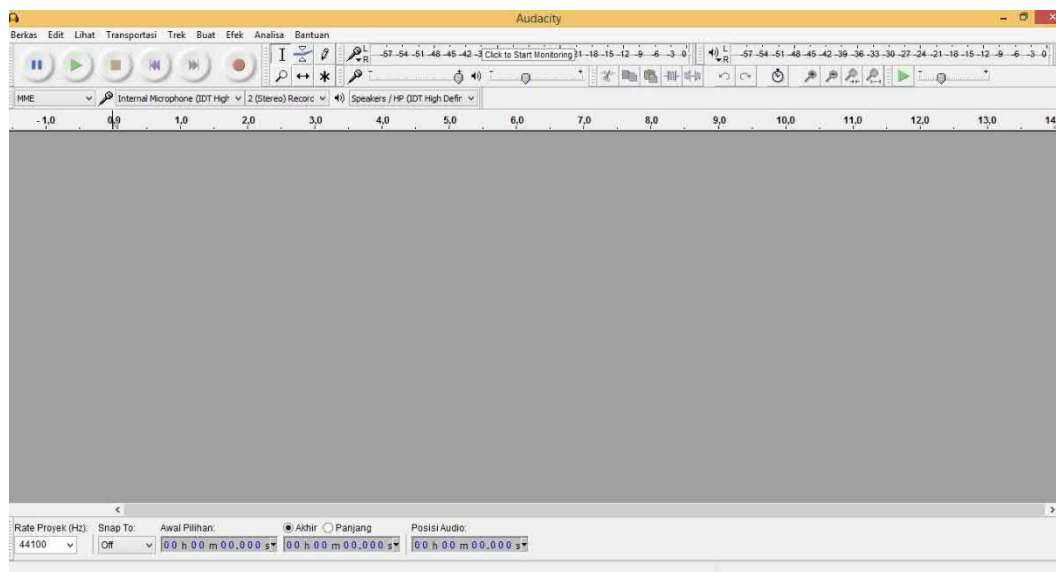 Audacity
Berkas Edit Lihat Transportasi Trek Buat Efek Analisa Bantuan
L R -57 -54 -51 -48 -45 -42 -3 Click to Start Monitoring 1 -18 -15 -12 -9 -6 -3 0 L R -57 -54 -51 -48 -45 -42 -39 -36 -33 -30 -27 -24 -21 -18 -15 -12 -9 -6 -3 0
MME Internal Microphone (IDT High 2 (Stereo) Recorc Speakers / HP (IDT High Defir
-1,0 0,0 1,0 2,0 3,0 4,0 5,0 6,0 7,0 8,0 9,0 10,0 11,0 12,0 13,0 14
Rate Proyek (Hz): Snap To: Awal Pilihan: Akhir Panjang Posisi Audio:
44100 Off 00 h 00 m 00,000 s 00 h 00 m 00,000 s 00 h 00 m 00,000 s